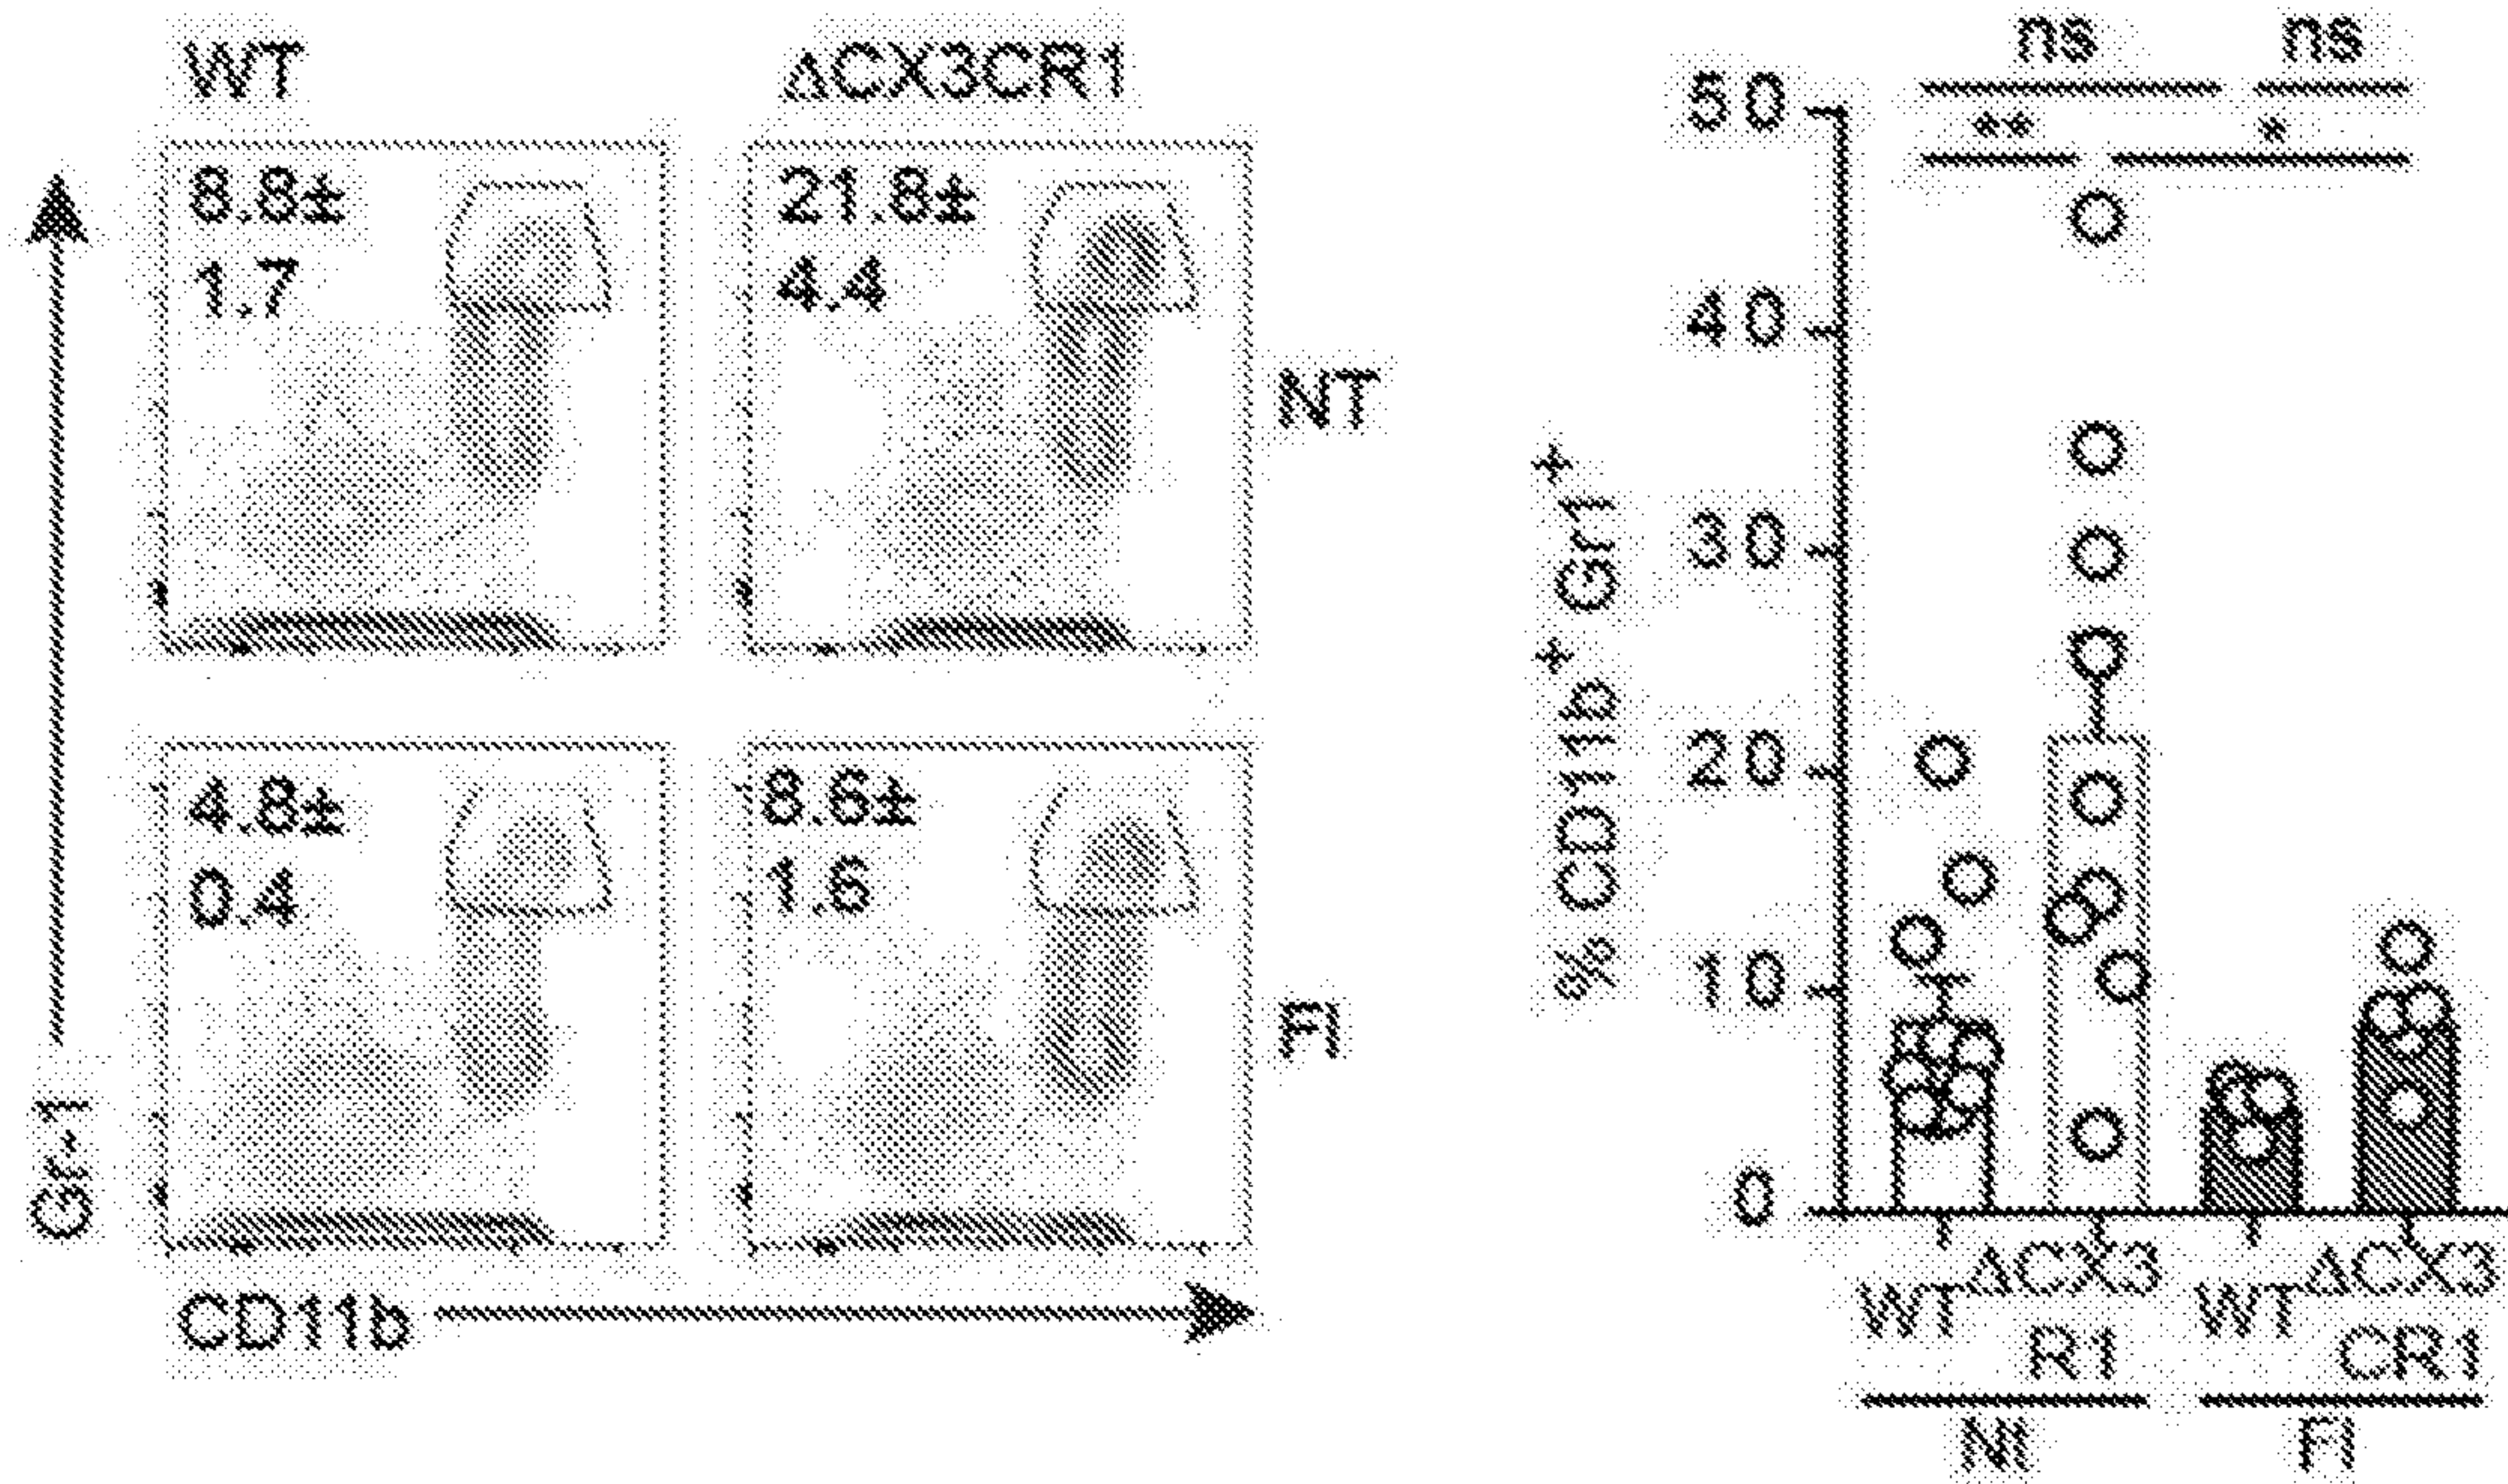 WT
ΔCX3CR1
8.8±
1.7
21.8±
4.4
NT
4.8±
0.4
8.6±
1.6
FI
Gr-1
CD11b
ns
ns
**
*
% CD11b+ Gr1+
50
40
30
20
10
0
WT
ΔCX3
R1
WT
ΔCX3
CR1
FI